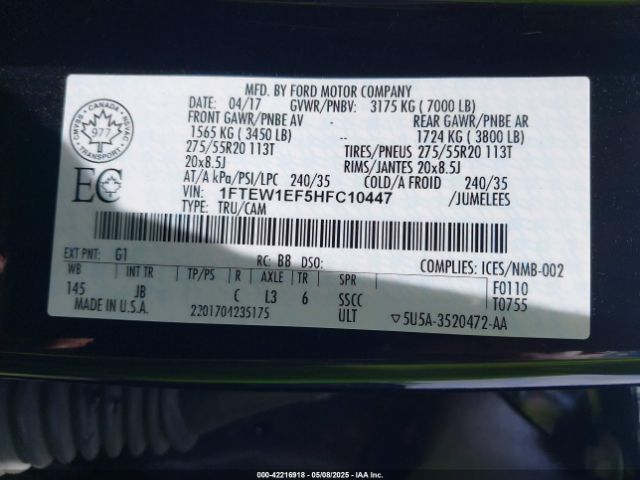 MFD. BY FORD MOTOR COMPANY
DATE: 04/17 GVWR/PNBV: 3175 KG ( 7000 LB)
FRONT GAWR/PNBE AV REAR GAWR/PNBE AR
1565 KG ( 3450 LB) -- 1724 KG ( 3800 LB)
275/55R20 113T TIRES/PNEUS 275/55R20 113T
20x8.5J RIMS/JANTES 20x8.5J
AT/A kPa/PSI/LPC 240/35 COLD/A FROID 240/35
VIN: 1FTEW1EF5HFC10447 /JUMELEES
TYPE: TRU/CAM
CANADA
CMVSS NSVAC
977
TRANSPORT
EC
EXT PNT: G1 RC: B8 DSO: COMPLIES: ICES/NMB-002
WB INT TR TP/PS R AXLE TR SPR F0110
145 JB C L3 6 SSCC T0755
MADE IN U.S.A. 2201704235175 ULT ▽5U5A-3520472-AA
000-42216918 - 05/08/2025 - IAA Inc.